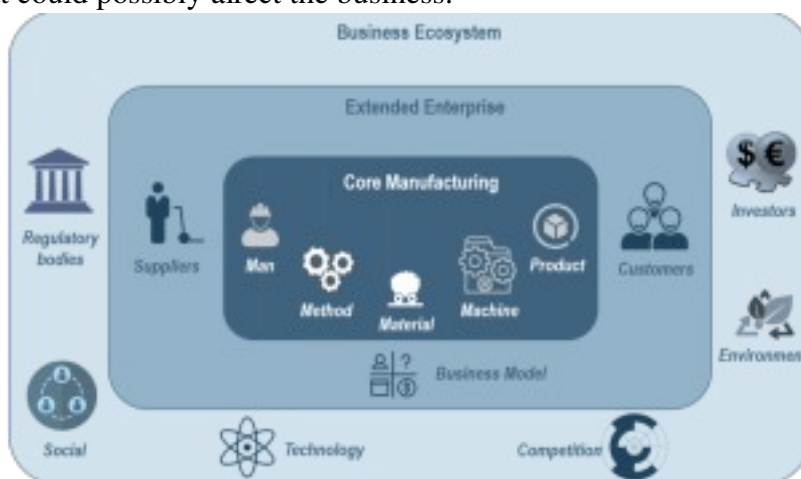 t could possibly affect the business.
Business Ecosystem
Extended Enterprise
Core Manufacturing
$ €
Investors
Regulatory
bodies
Suppliers
Man
Method
Material
Machine
Product
Customers
?
$
Business Model
Environment
Social
Technology
Competition